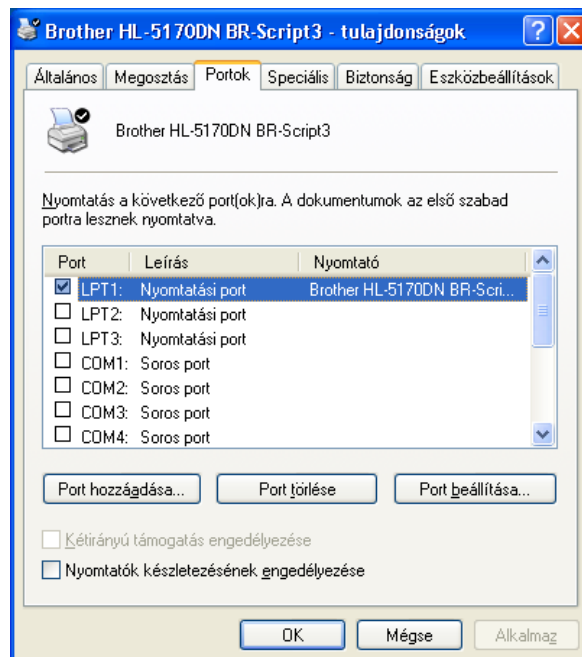 Brother HL-5170DN BR-Script3 - tulajdonságok
Általános Megosztás Portok Speciális Biztonság Eszközbeállítások
Brother HL-5170DN BR-Script3
Nyomtatás a következő port(ok)ra. A dokumentumok az első szabad
portra lesznek nyomtatva.
Port Leírás Nyomtató
LPT1: Nyomtatási port Brother HL-5170DN BR-Scri...
LPT2: Nyomtatási port
LPT3: Nyomtatási port
COM1: Soros port
COM2: Soros port
COM3: Soros port
COM4: Soros port
Port hozzáadása... Port törlése Port beállítása...
Kétirányú támogatás engedélyezése
Nyomtatók készletezésének engedélyezése
OK Mégse Alkalmaz